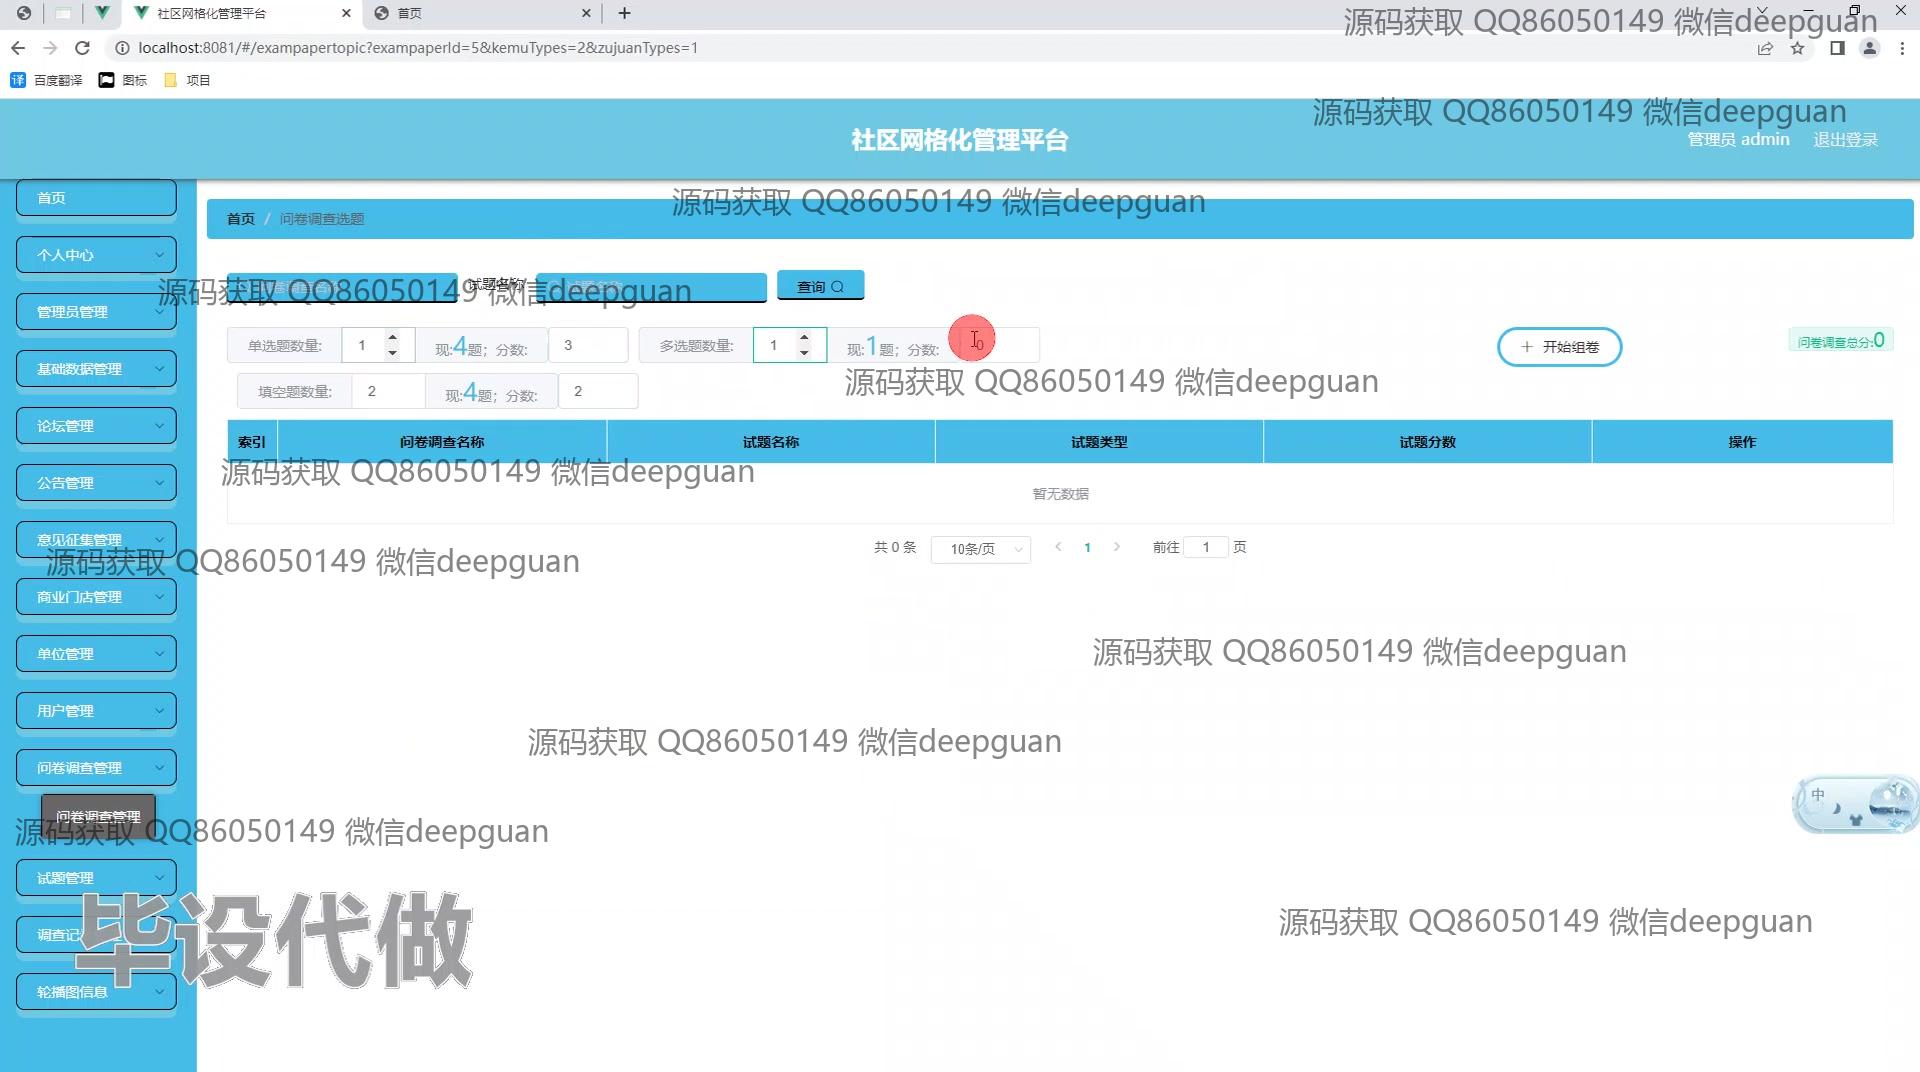 社区网格化管理平台
首页
源码获取 QQ86050149 微信deepguan
localhost:8081/#/exampapertopic?exampaperId=5&kemuTypes=2&zujuanTypes=1
译 百度翻译 图标 项目
源码获取 QQ86050149 微信deepguan
社区网格化管理平台
管理员 admin 退出登录
首页
源码获取 QQ86050149 微信deepguan
首页 / 问卷调查选题
个人中心
试题名称
查询
源码获取 QQ86050149 微信deepguan
管理员管理
单选题数量: 1 现:4题; 分数: 3 多选题数量: 1 现:1题; 分数: 0
开始组卷
问卷调查总分:0
基础数据管理
填空题数量: 2 现:4题; 分数: 2
源码获取 QQ86050149 微信deepguan
论坛管理
索引 问卷调查名称 试题名称 试题类型 试题分数 操作
源码获取 QQ86050149 微信deepguan
公告管理
暂无数据
意见征集管理
共 0 条 10条/页 1 前往 1 页
源码获取 QQ86050149 微信deepguan
商业门店管理
单位管理
源码获取 QQ86050149 微信deepguan
用户管理
源码获取 QQ86050149 微信deepguan
问卷调查管理
中
问卷调查管理
源码获取 QQ86050149 微信deepguan
试题管理
源码获取 QQ86050149 微信deepguan
调查记
毕设代做
轮播图信息